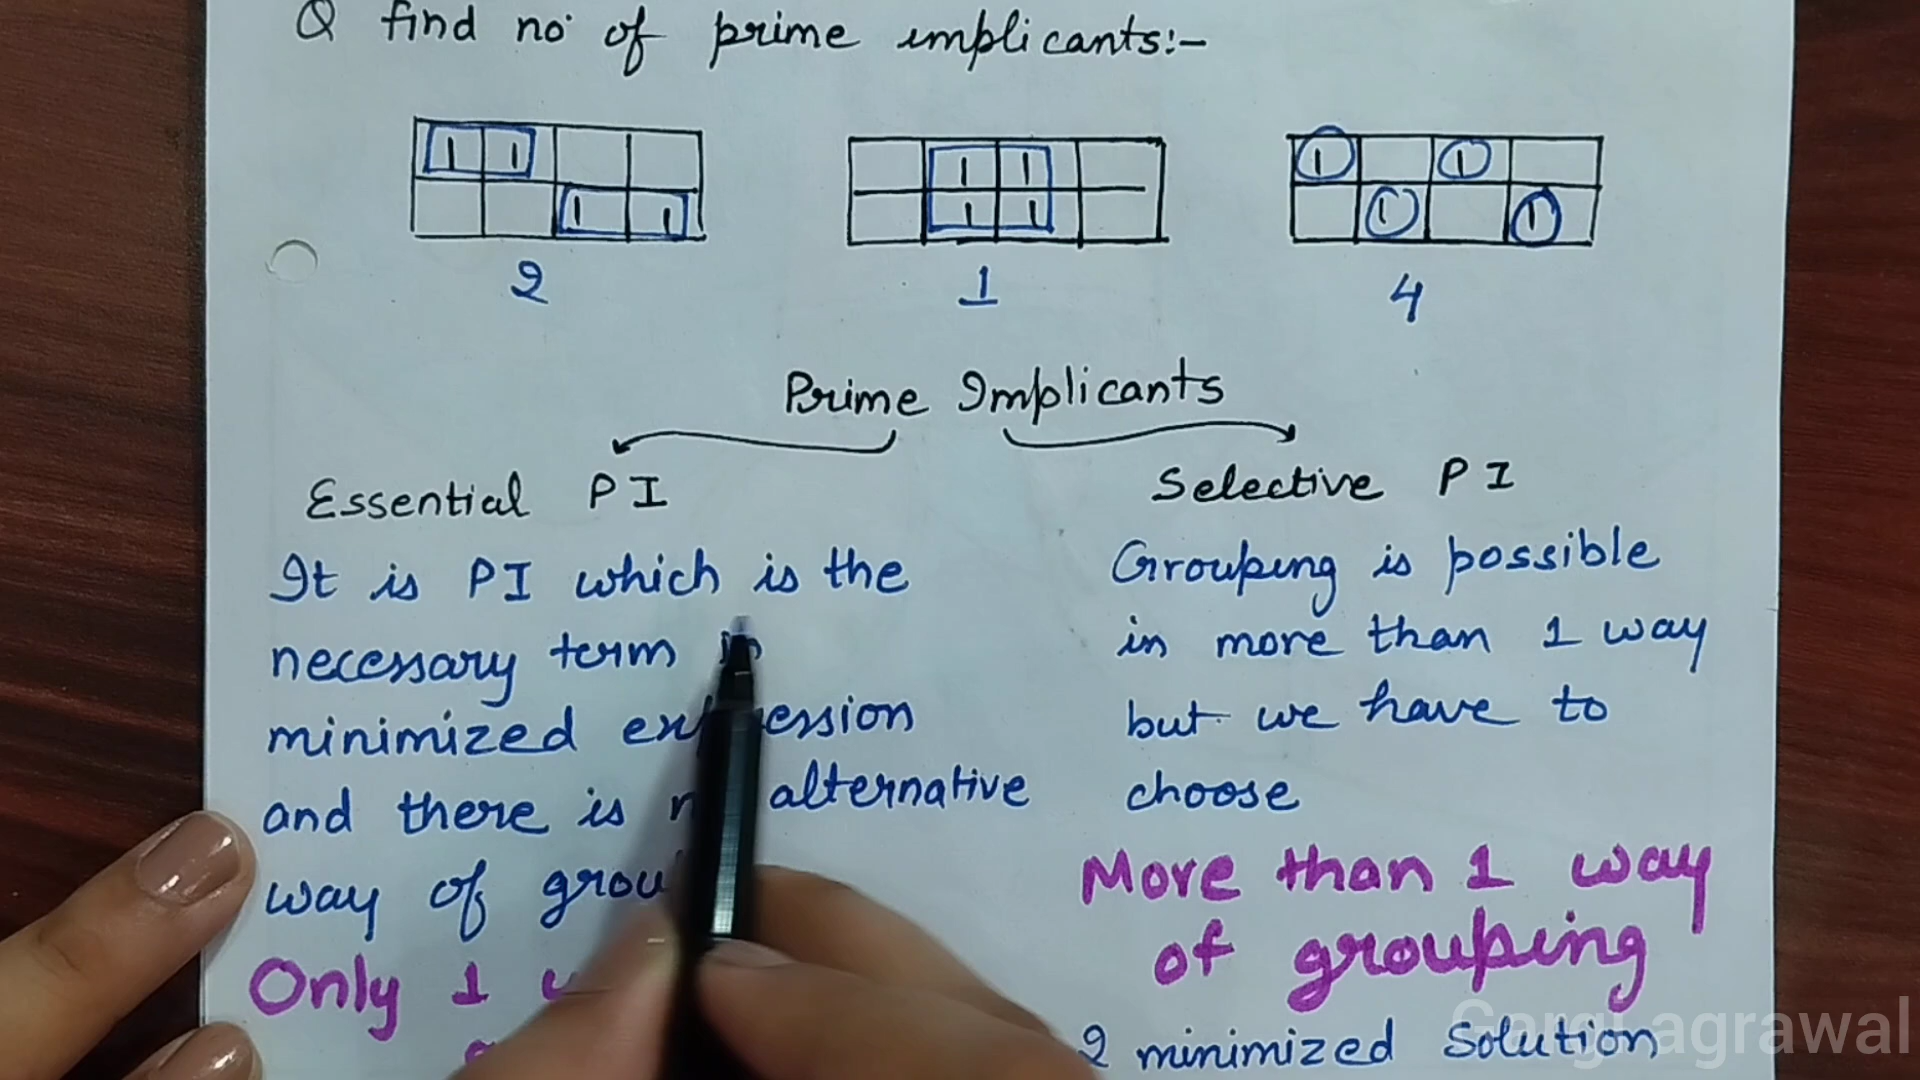 Q find no. of prime implicants:-
1 1
1 1
2
1 1
1 1
1
1 1
1 1
4
Prime Implicants
Essential PI
It is PI which is the
necessary term in
minimized
and there is alternative
way of
Only 1
Selective PI
Grouping is possible
in more than 1 way
but we have to
choose
More than 1 way
of grouping
2 minimized solution
Gargi agrawal